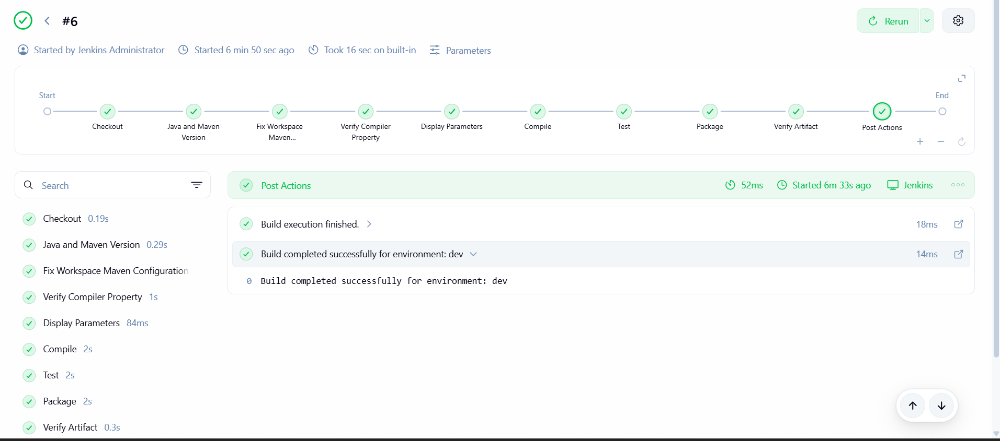 #6
Rerun
Started by Jenkins Administrator
Started 6 min 50 sec ago
Took 16 sec on built-in
Parameters
Start
End
Checkout
Java and Maven
Version
Fix Workspace
Maven...
Verify Compiler
Property
Display Parameters
Compile
Test
Package
Verify Artifact
Post Actions
Search
Checkout 0.19s
Java and Maven Version 0.29s
Fix Workspace Maven Configuration
Verify Compiler Property 1s
Display Parameters 84ms
Compile 2s
Test 2s
Package 2s
Verify Artifact 0.3s
Post Actions 52ms Started 6m 33s ago Jenkins
Build execution finished. 18ms
Build completed successfully for environment: dev 14ms
0 Build completed successfully for environment: dev